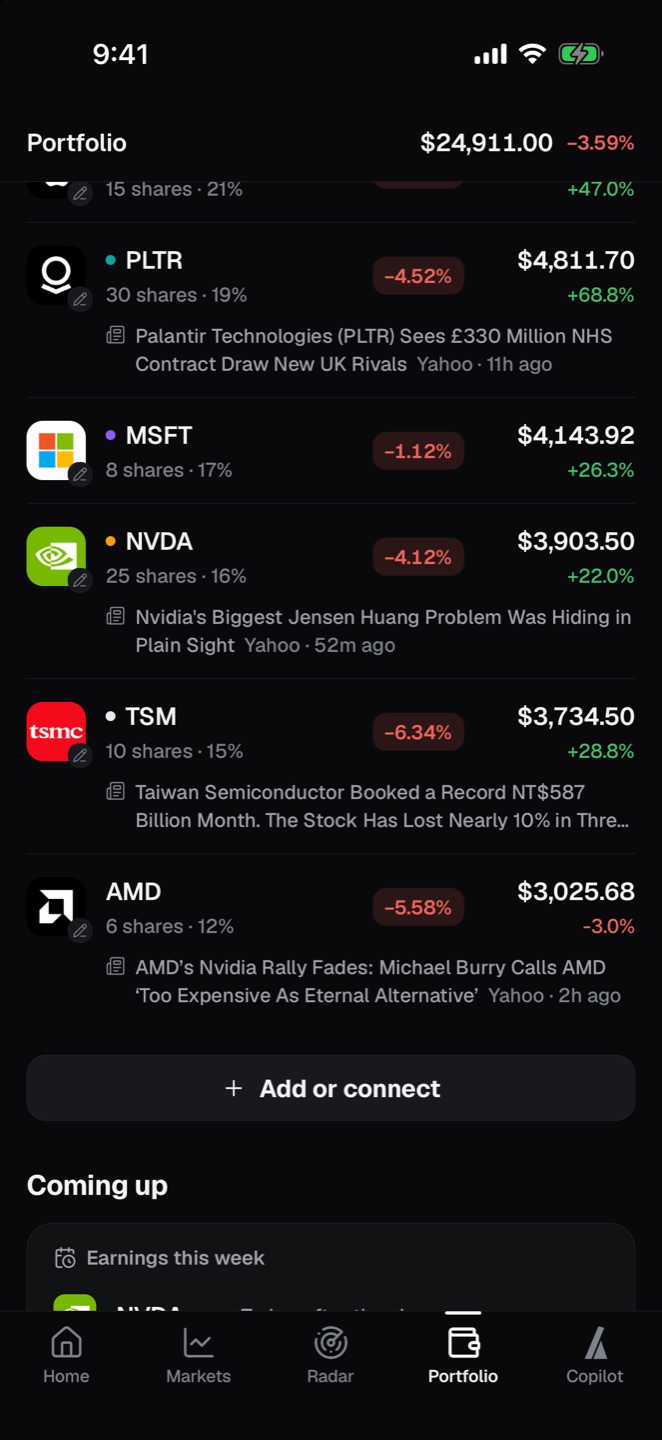 9:41
Portfolio
$24,911.00 −3.59%
15 shares · 21%
+47.0%
PLTR
−4.52%
$4,811.70
30 shares · 19%
+68.8%
Palantir Technologies (PLTR) Sees £330 Million NHS
Contract Draw New UK Rivals Yahoo · 11h ago
MSFT
−1.12%
$4,143.92
8 shares · 17%
+26.3%
NVDA
−4.12%
$3,903.50
25 shares · 16%
+22.0%
Nvidia's Biggest Jensen Huang Problem Was Hiding in
Plain Sight Yahoo · 52m ago
tsmc
TSM
−6.34%
$3,734.50
10 shares · 15%
+28.8%
Taiwan Semiconductor Booked a Record NT$587
Billion Month. The Stock Has Lost Nearly 10% in Thre…
AMD
−5.58%
$3,025.68
6 shares · 12%
-3.0%
AMD’s Nvidia Rally Fades: Michael Burry Calls AMD
‘Too Expensive As Eternal Alternative’ Yahoo · 2h ago
+ Add or connect
Coming up
Earnings this week
NVDA
Home
Markets
Radar
Portfolio
Copilot